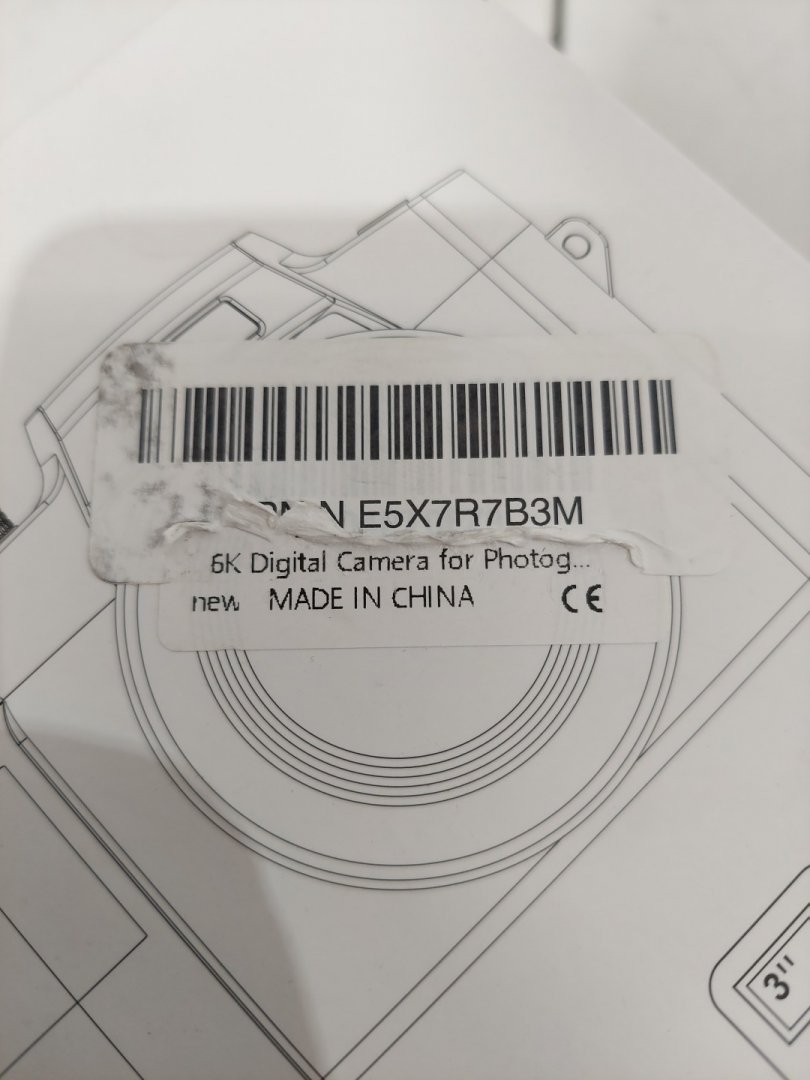 E5X7R7B3M
6K Digital Camera for Photog...
new MADE IN CHINA CE
3"